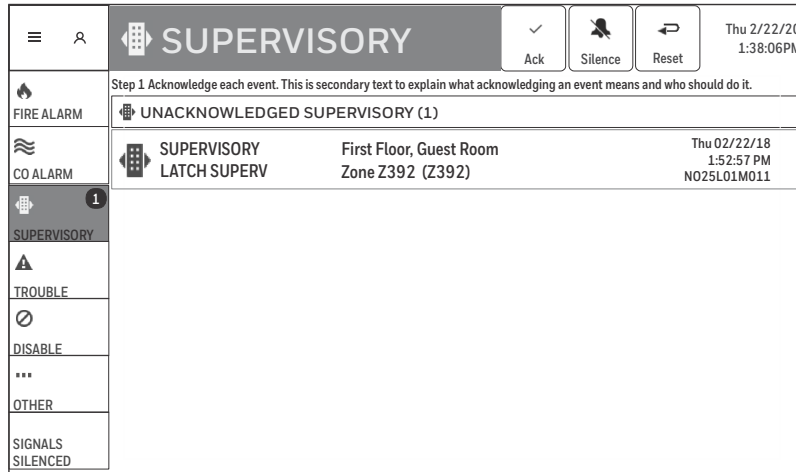 SUPERVISORY
Ack
Silence
Reset
Thu 2/22/20
1:38:06PM
Step 1 Acknowledge each event. This is secondary text to explain what acknowledging an event means and who should do it.
FIRE ALARM
UNACKNOWLEDGED SUPERVISORY (1)
SUPERVISORY First Floor, Guest Room Thu 02/22/18
LATCH SUPERV Zone Z392 (Z392) 1:52:57 PM
N025L01M011
CO ALARM
1
SUPERVISORY
TROUBLE
DISABLE
OTHER
SIGNALS
SILENCED